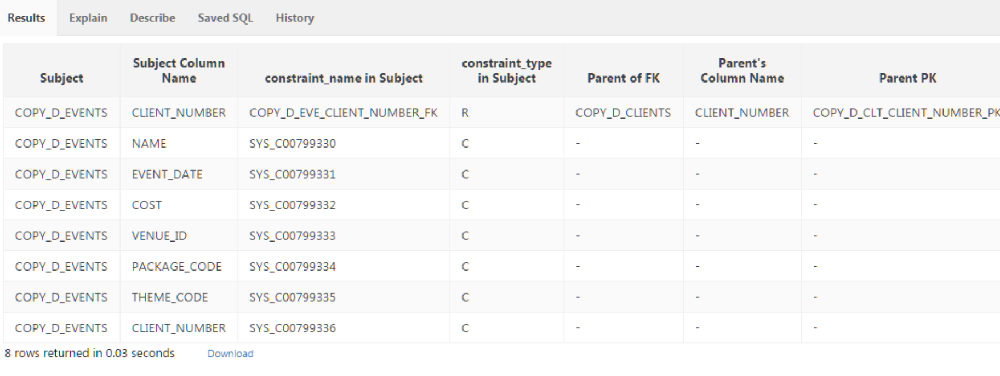 Results Explain Describe Saved SQL History
Subject Subject Column Name constraint_name in Subject constraint_type in Subject Parent of FK Parent's Column Name Parent PK
COPY_D_EVENTS CLIENT_NUMBER COPY_D_EVE_CLIENT_NUMBER_FK R COPY_D_CLIENTS CLIENT_NUMBER COPY_D_CLT_CLIENT_NUMBER_PK
COPY_D_EVENTS NAME SYS_C00799330 C - - -
COPY_D_EVENTS EVENT_DATE SYS_C00799331 C - - -
COPY_D_EVENTS COST SYS_C00799332 C - - -
COPY_D_EVENTS VENUE_ID SYS_C00799333 C - - -
COPY_D_EVENTS PACKAGE_CODE SYS_C00799334 C - - -
COPY_D_EVENTS THEME_CODE SYS_C00799335 C - - -
COPY_D_EVENTS CLIENT_NUMBER SYS_C00799336 C - - -
8 rows returned in 0.03 seconds Download